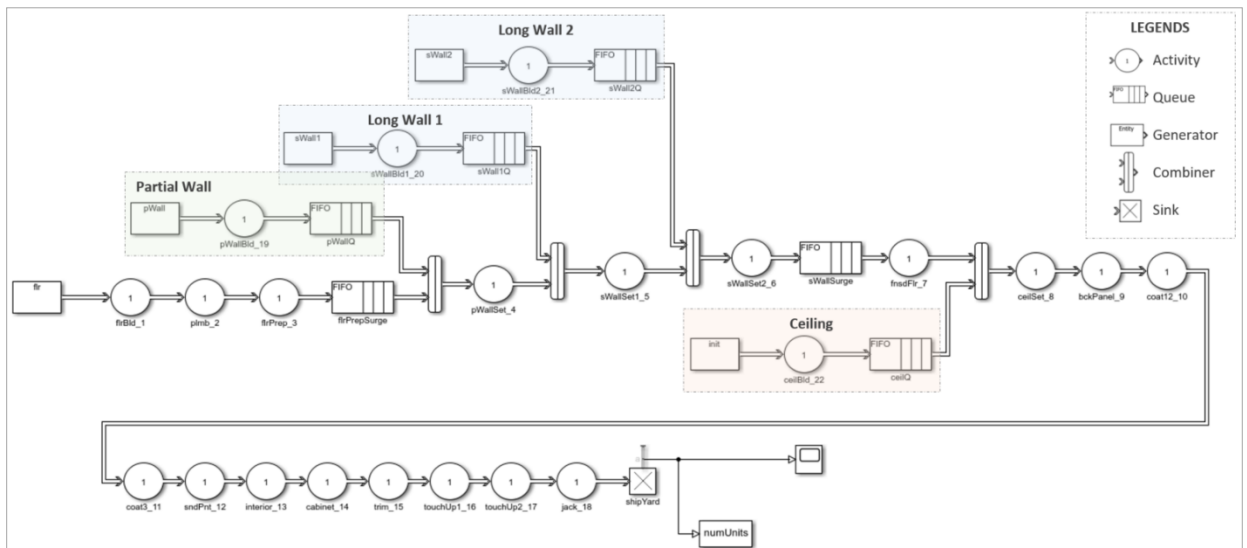 Long Wall 2
sWall2
1
sWallBld2_21
FIFO
sWall2Q
LEGENDS
1
Activity
FIFO
Queue
Entity
Generator
Combiner
Sink
Long Wall 1
sWall1
1
sWallBld1_20
FIFO
sWall1Q
Partial Wall
pWall
1
pWallBld_19
FIFO
pWallQ
flr
1
flrBld_1
1
plmb_2
1
flrPrep_3
FIFO
flrPrepSurge
1
pWallSet_4
1
sWallSet1_5
1
sWallSet2_6
FIFO
sWallSurge
1
fnsdFlr_7
1
ceilSet_8
1
bckPanel_9
1
coat12_10
Ceiling
init
1
ceilBld_22
FIFO
ceilQ
1
coat3_11
1
sndPnt_12
1
interior_13
1
cabinet_14
1
trim_15
1
touchUp1_16
1
touchUp2_17
1
jack_18
shipYard
numUnits